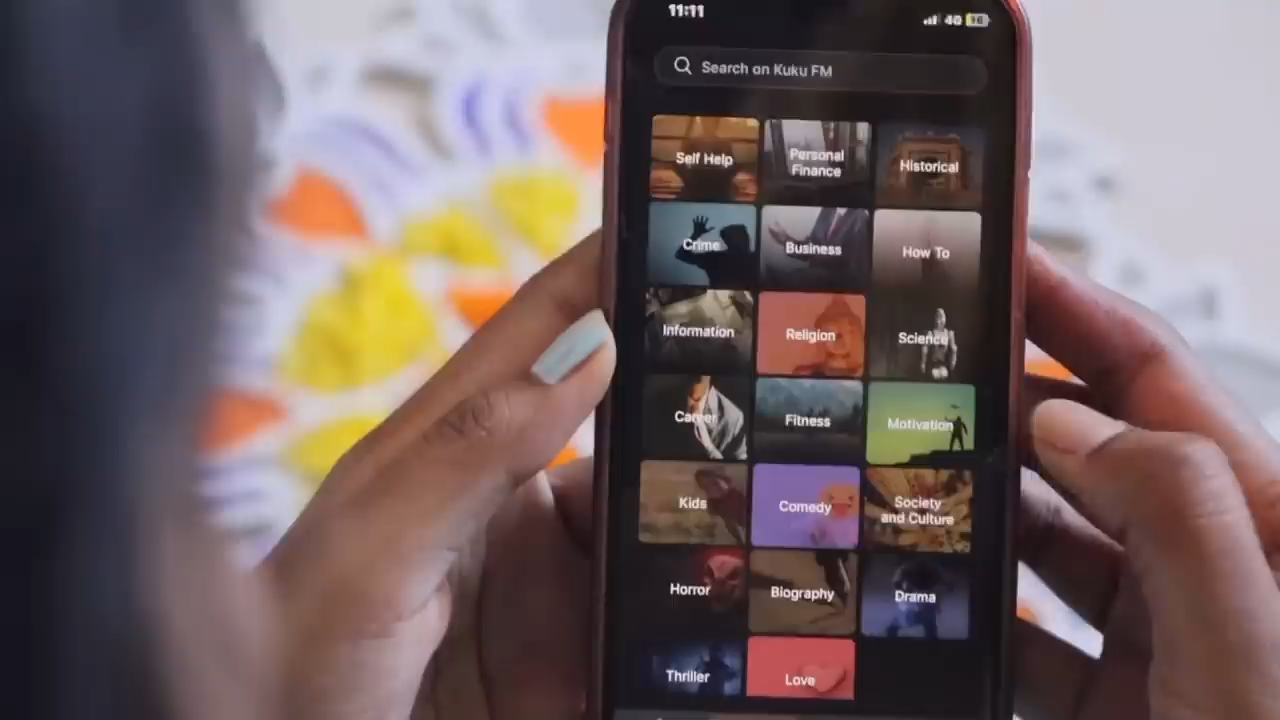 11:11
4G
Search on Kuku FM
Self Help
Personal
Finance
Historical
Crime
Business
How To
Information
Religion
Science
Career
Fitness
Motivation
Kids
Comedy
Society
and Culture
Horror
Biography
Drama
Thriller
Love